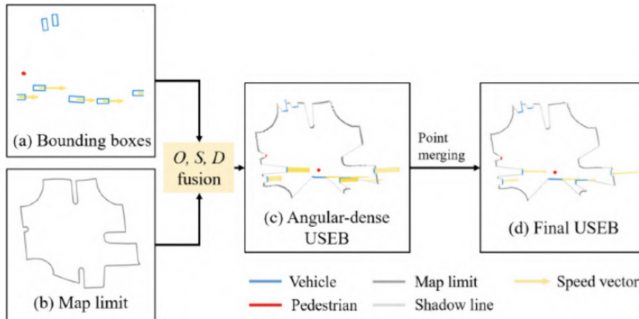 (a) Bounding boxes
(b) Map limit
O, S, D
fusion
(c) Angular-dense
USEB
Point
merging
(d) Final USEB
Vehicle
Map limit
Speed vector
Pedestrian
Shadow line